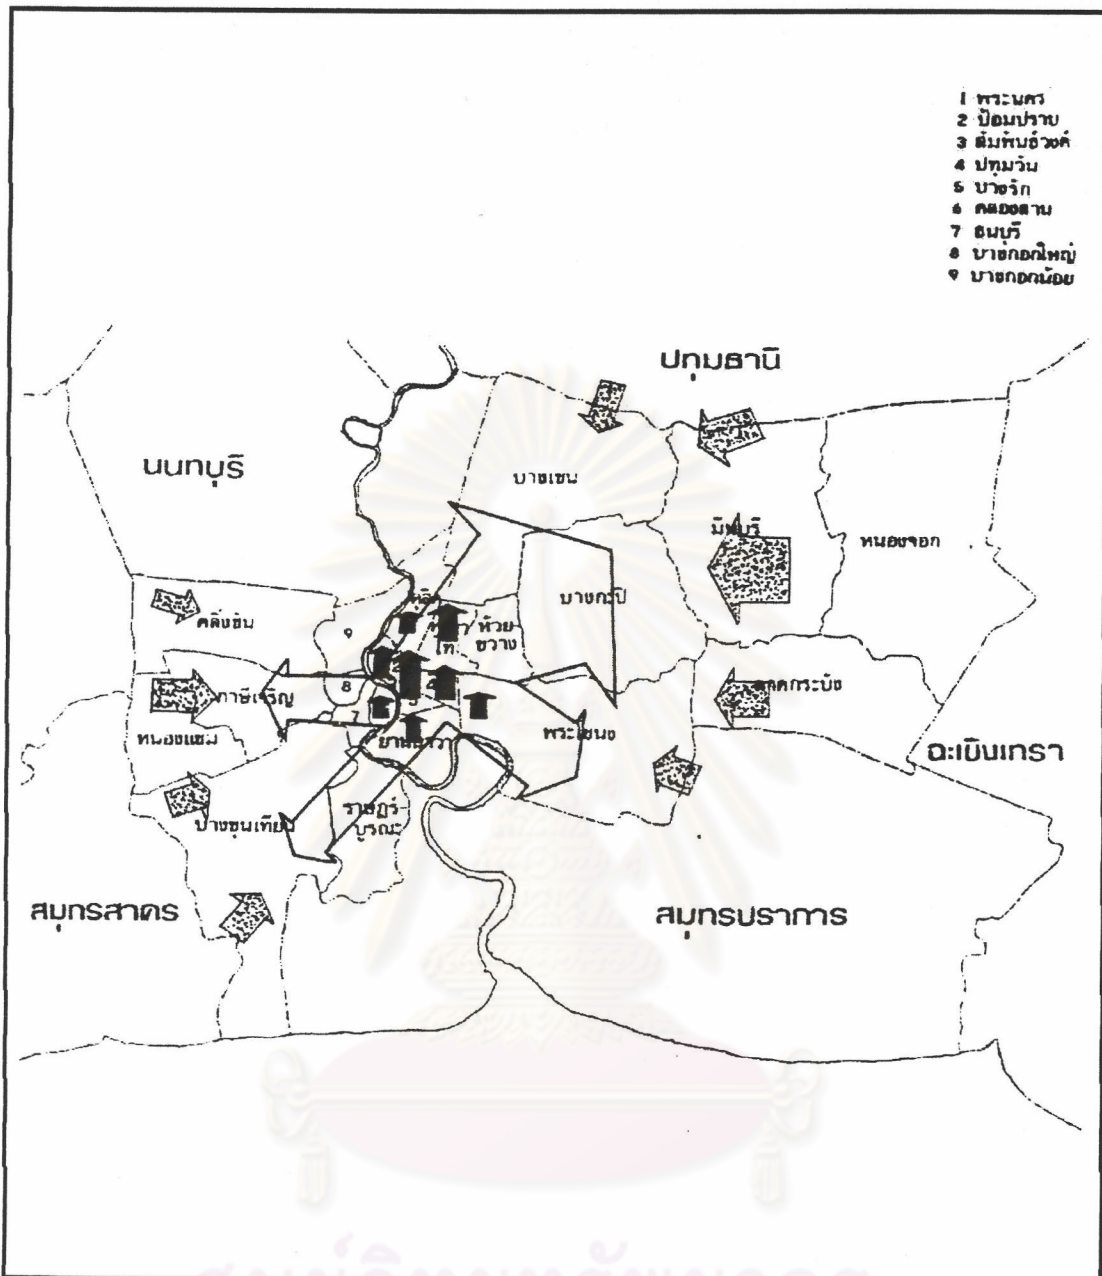 1 พระนคร
2 ป้อมปราบ
3 สัมพันธ์วงศ์
4 ปทุมวัน
5 บางรัก
6 คลองสาน
7 ธนบุรี
8 บางกอกใหญ่
9 บางกอกน้อย
ปทุมธานี
นนทบุรี
บางเขน
มีนบุรี
หนองจอก
บางกะปิ
ตลิ่งชัน
9
ห้วย
ขวาง
8
ภาษีเจริญ
ลาดกระบัง
7
หนองแขม
ยานนาวา
พระโขนง
ฉะเชิงเทรา
ราษฎร์
บูรณะ
บางขุนเทียน
สมุทรสาคร
สมุทรปราการ